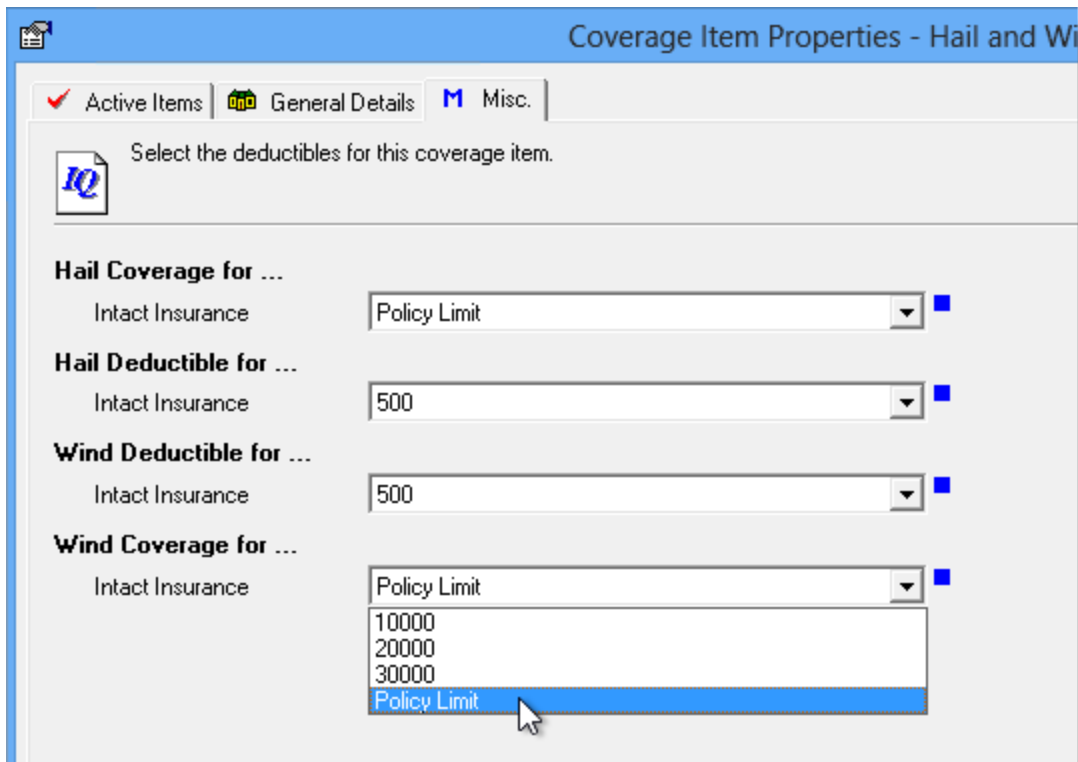 Coverage Item Properties - Hail and Wi
Active Items General Details M Misc.
IQ Select the deductibles for this coverage item.
Hail Coverage for ...
Intact Insurance Policy Limit
Hail Deductible for ...
Intact Insurance 500
Wind Deductible for ...
Intact Insurance 500
Wind Coverage for ...
Intact Insurance Policy Limit
10000
20000
30000
Policy Limit